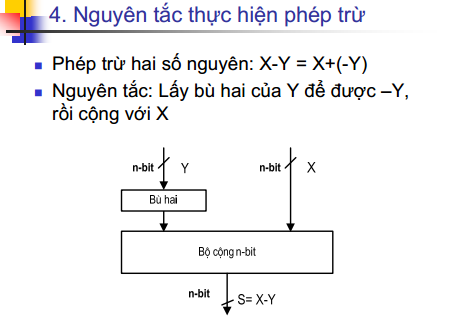 4. Nguyên tắc thực hiện phép trừ
Phép trừ hai số nguyên: X-Y = X+(-Y)
Nguyên tắc: Lấy bù hai của Y để được –Y,
rồi cộng với X
n-bit Y n-bit X
Bù hai
Bộ cộng n-bit
n-bit S= X-Y